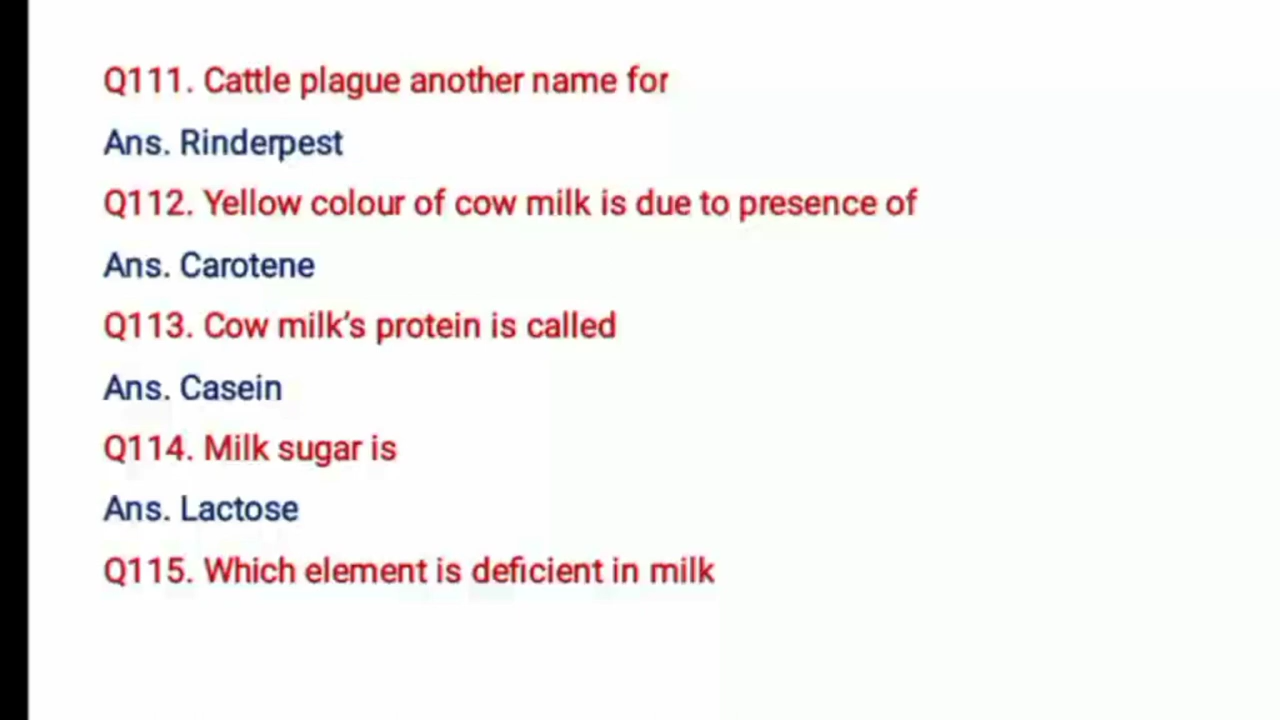 Q111. Cattle plague another name for
Ans. Rinderpest
Q112. Yellow colour of cow milk is due to presence of
Ans. Carotene
Q113. Cow milk's protein is called
Ans. Casein
Q114. Milk sugar is
Ans. Lactose
Q115. Which element is deficient in milk